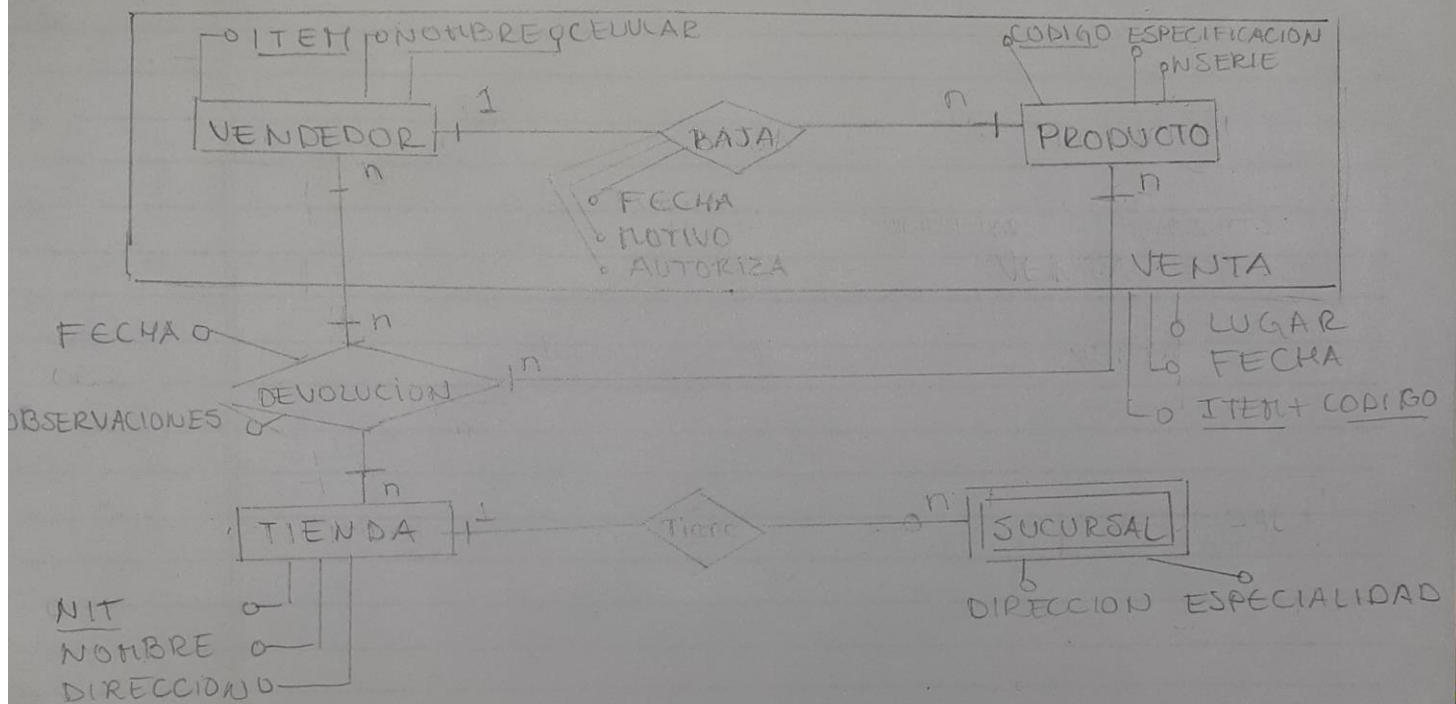 ITEM NOMBRE CELULAR
CODIGO ESPECIFICACION
NSERIE
VENDEDOR 1 BAJA n PRODUCTO
n
n
FECHA
MOTIVO
AUTORIZA
VENTA
FECHA n
LUGAR
FECHA
DEVOLUCION n
ITEM + CODIGO
OBSERVACIONES
n
TIENDA 1 Tiene n SUCURSAL
NIT
DIRECCION ESPECIALIDAD
NOMBRE
DIRECCION